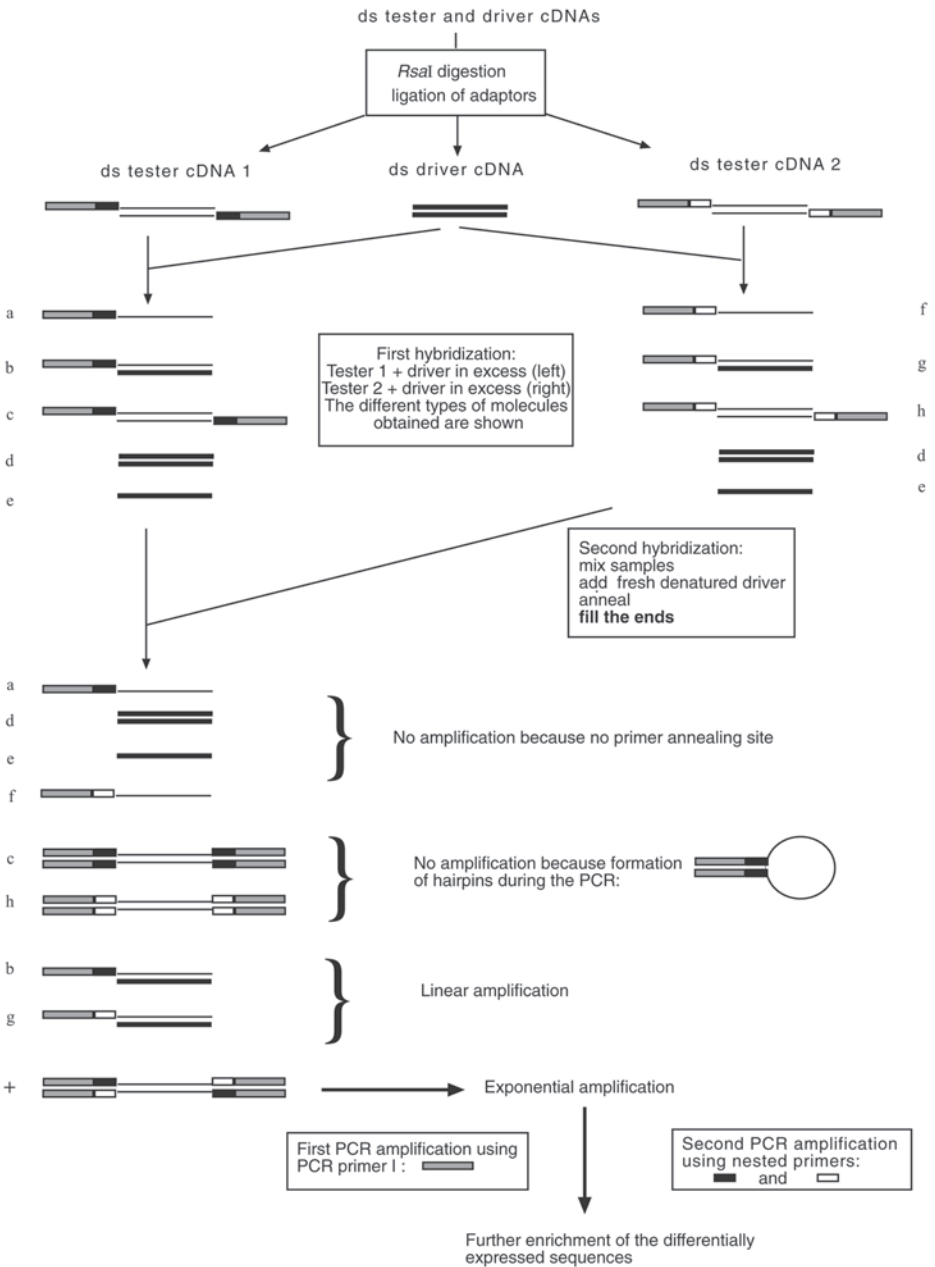 ds tester and driver cDNAs
RsaI digestion
ligation of adaptors
ds tester cDNA 1
ds driver cDNA
ds tester cDNA 2
a
f
b
g
c
h
d
d
e
e
First hybridization:
Tester 1 + driver in excess (left)
Tester 2 + driver in excess (right)
The different types of molecules
obtained are shown
Second hybridization:
mix samples
add fresh denatured driver
anneal
fill the ends
a
d
e
f
No amplification because no primer annealing site
c
h
No amplification because formation
of hairpins during the PCR:
b
g
Linear amplification
+
Exponential amplification
First PCR amplification using
PCR primer I :
Second PCR amplification
using nested primers:
and
Further enrichment of the differentially
expressed sequences